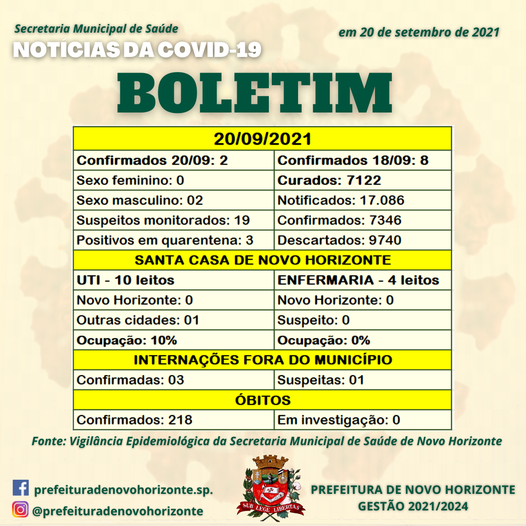 Secretaria Municipal de Saúde
em 20 de setembro de 2021
NOTICIAS DA COVID-19
BOLETIM
20/09/2021
Confirmados 20/09: 2
Confirmados 18/09: 8
Sexo feminino: 0
Curados: 7122
Sexo masculino: 02
Notificados: 17.086
Suspeitos monitorados: 19
Confirmados: 7346
Positivos em quarentena: 3
Descartados: 9740
SANTA CASA DE NOVO HORIZONTE
UTI - 10 leitos
ENFERMARIA - 4 leitos
Novo Horizonte: 0
Novo Horizonte: 0
Outras cidades: 01
Suspeito: 0
Ocupação: 10%
Ocupação: 0%
INTERNAÇÕES FORA DO MUNICÍPIO
Confirmadas: 03
Suspeitas: 01
ÓBITOS
Confirmados: 218
Em investigação: 0
Fonte: Vigilância Epidemiológica da Secretaria Municipal de Saúde de Novo Horizonte
prefeituradenovohorizonte.sp.
@prefeituradenovohorizonte
SUB LEGE LIBERTAS
PREFEITURA DE NOVO HORIZONTE
GESTÃO 2021/2024